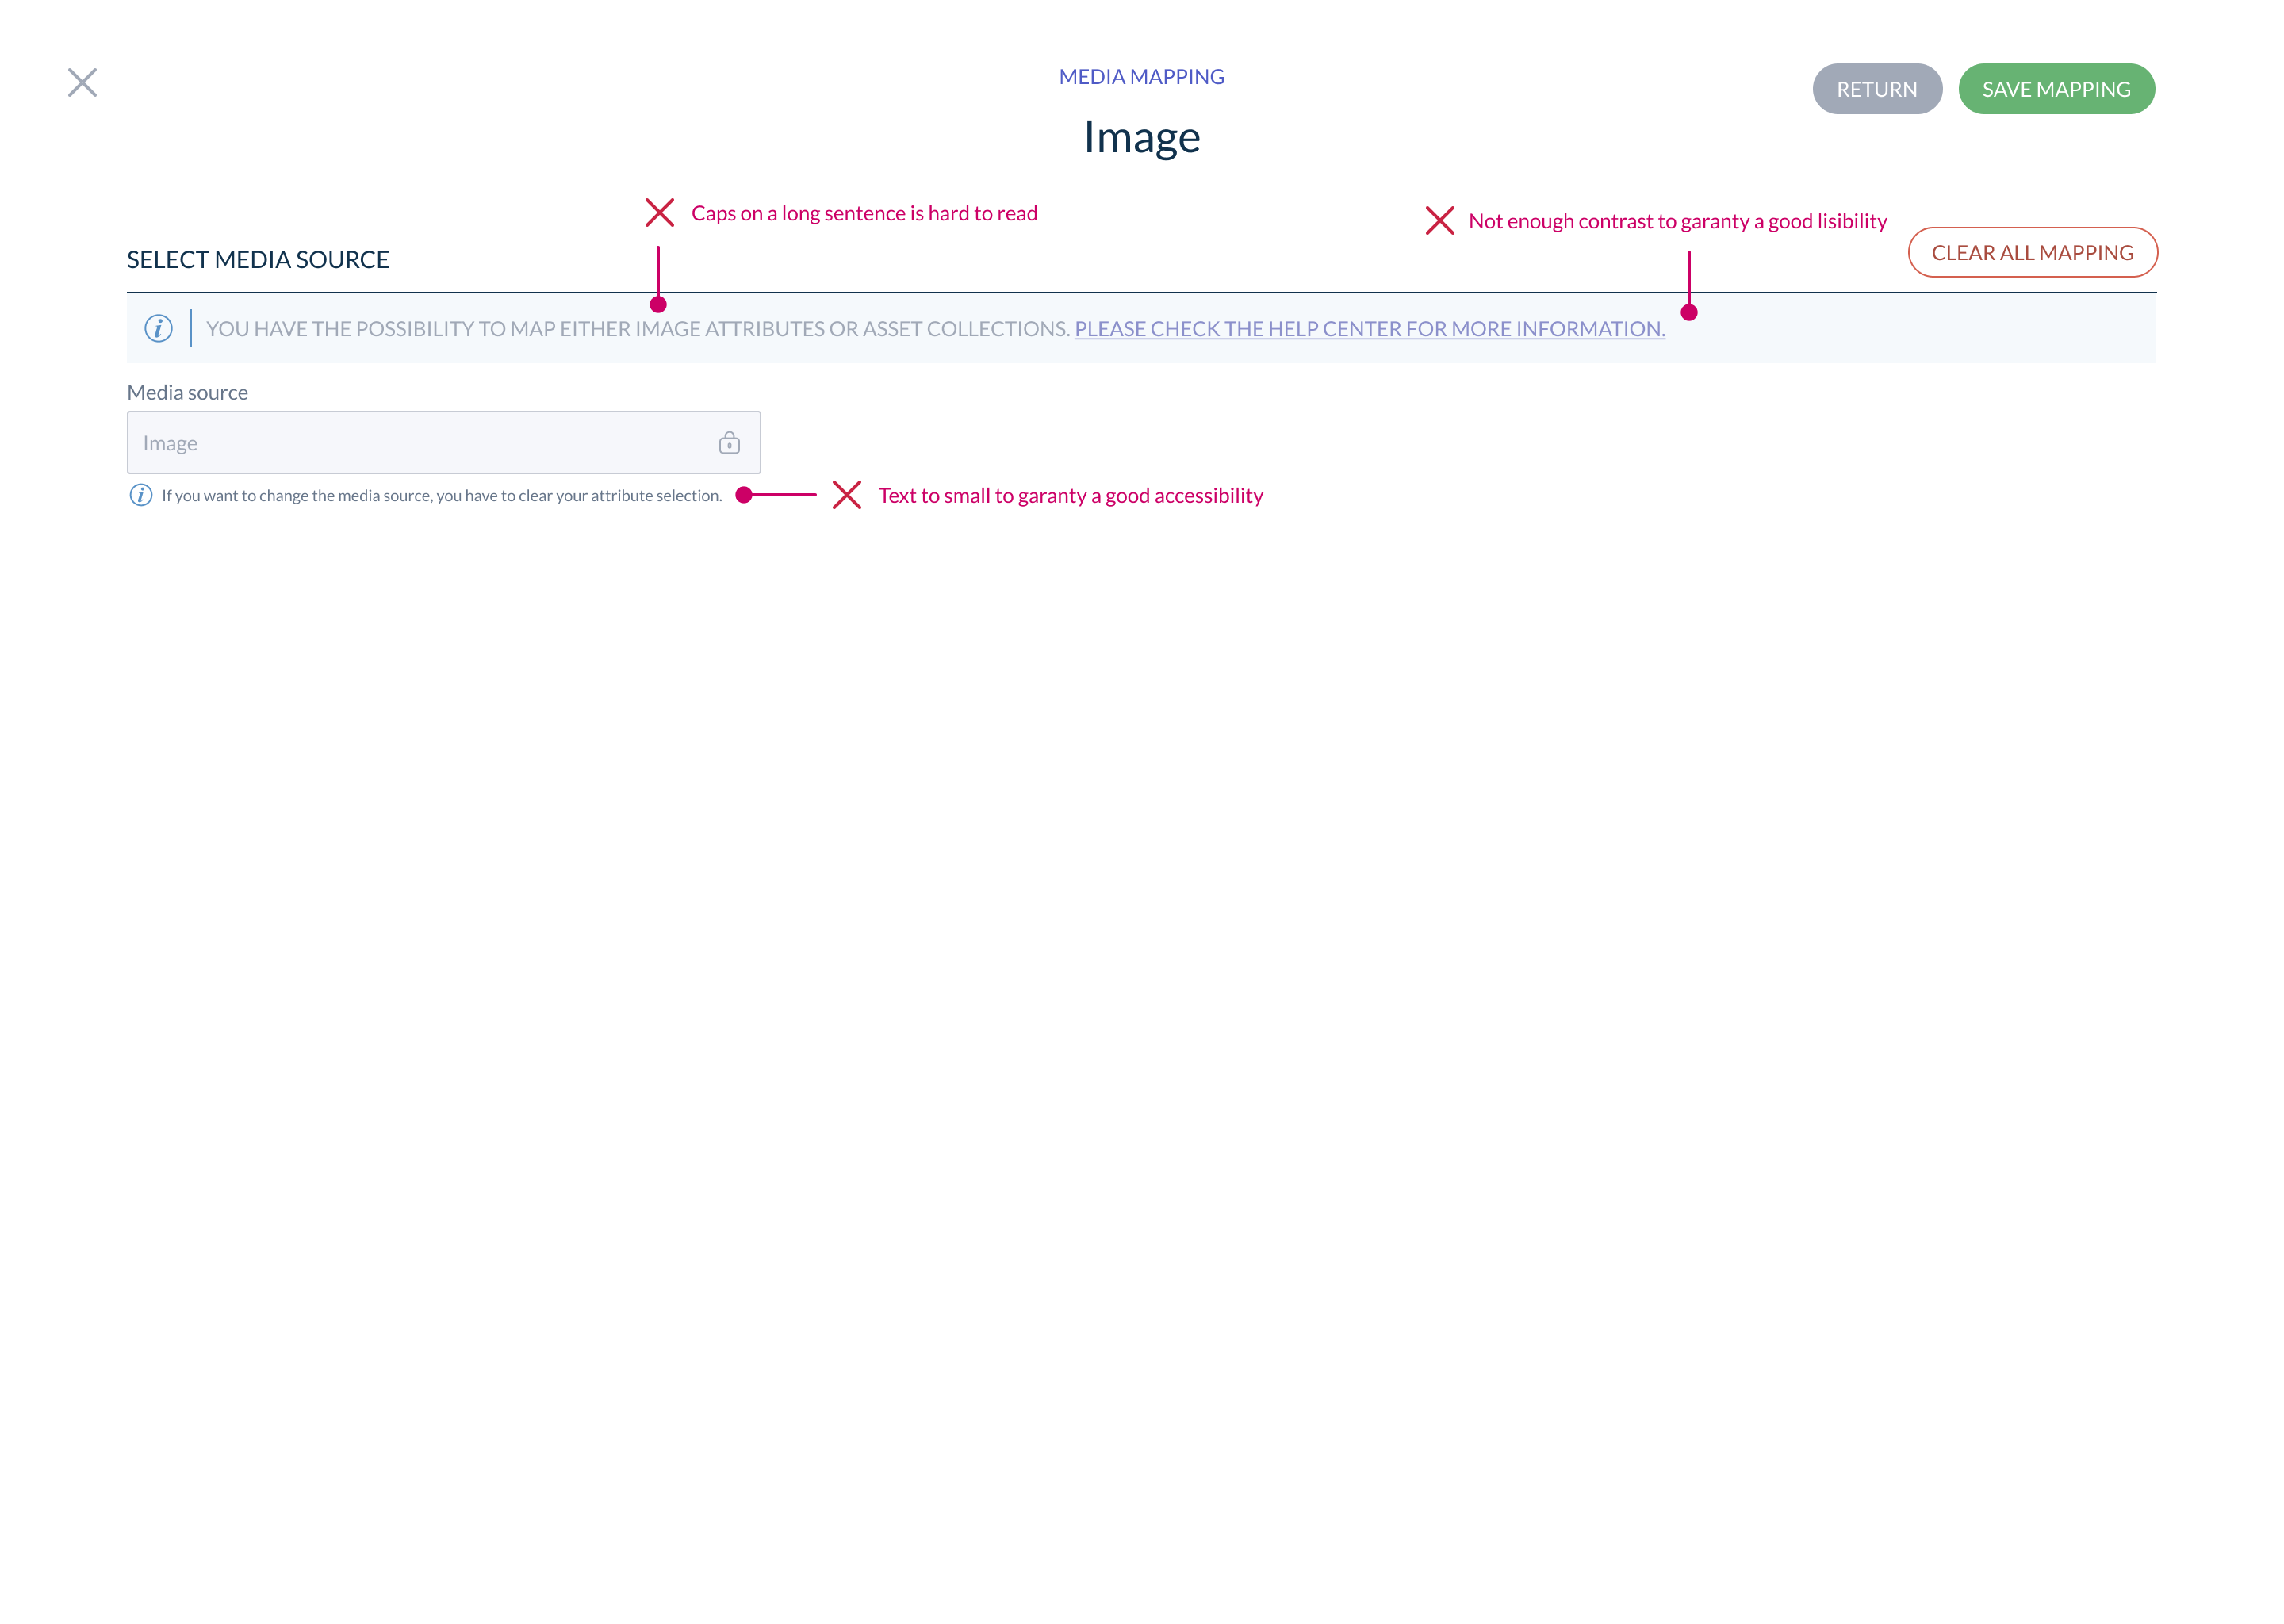 MEDIA MAPPING
RETURN
SAVE MAPPING
Image
Caps on a long sentence is hard to read
Not enough contrast to garanty a good lisibility
SELECT MEDIA SOURCE
CLEAR ALL MAPPING
YOU HAVE THE POSSIBILITY TO MAP EITHER IMAGE ATTRIBUTES OR ASSET COLLECTIONS. PLEASE CHECK THE HELP CENTER FOR MORE INFORMATION.
Media source
Image
If you want to change the media source, you have to clear your attribute selection.
Text to small to garanty a good accessibility